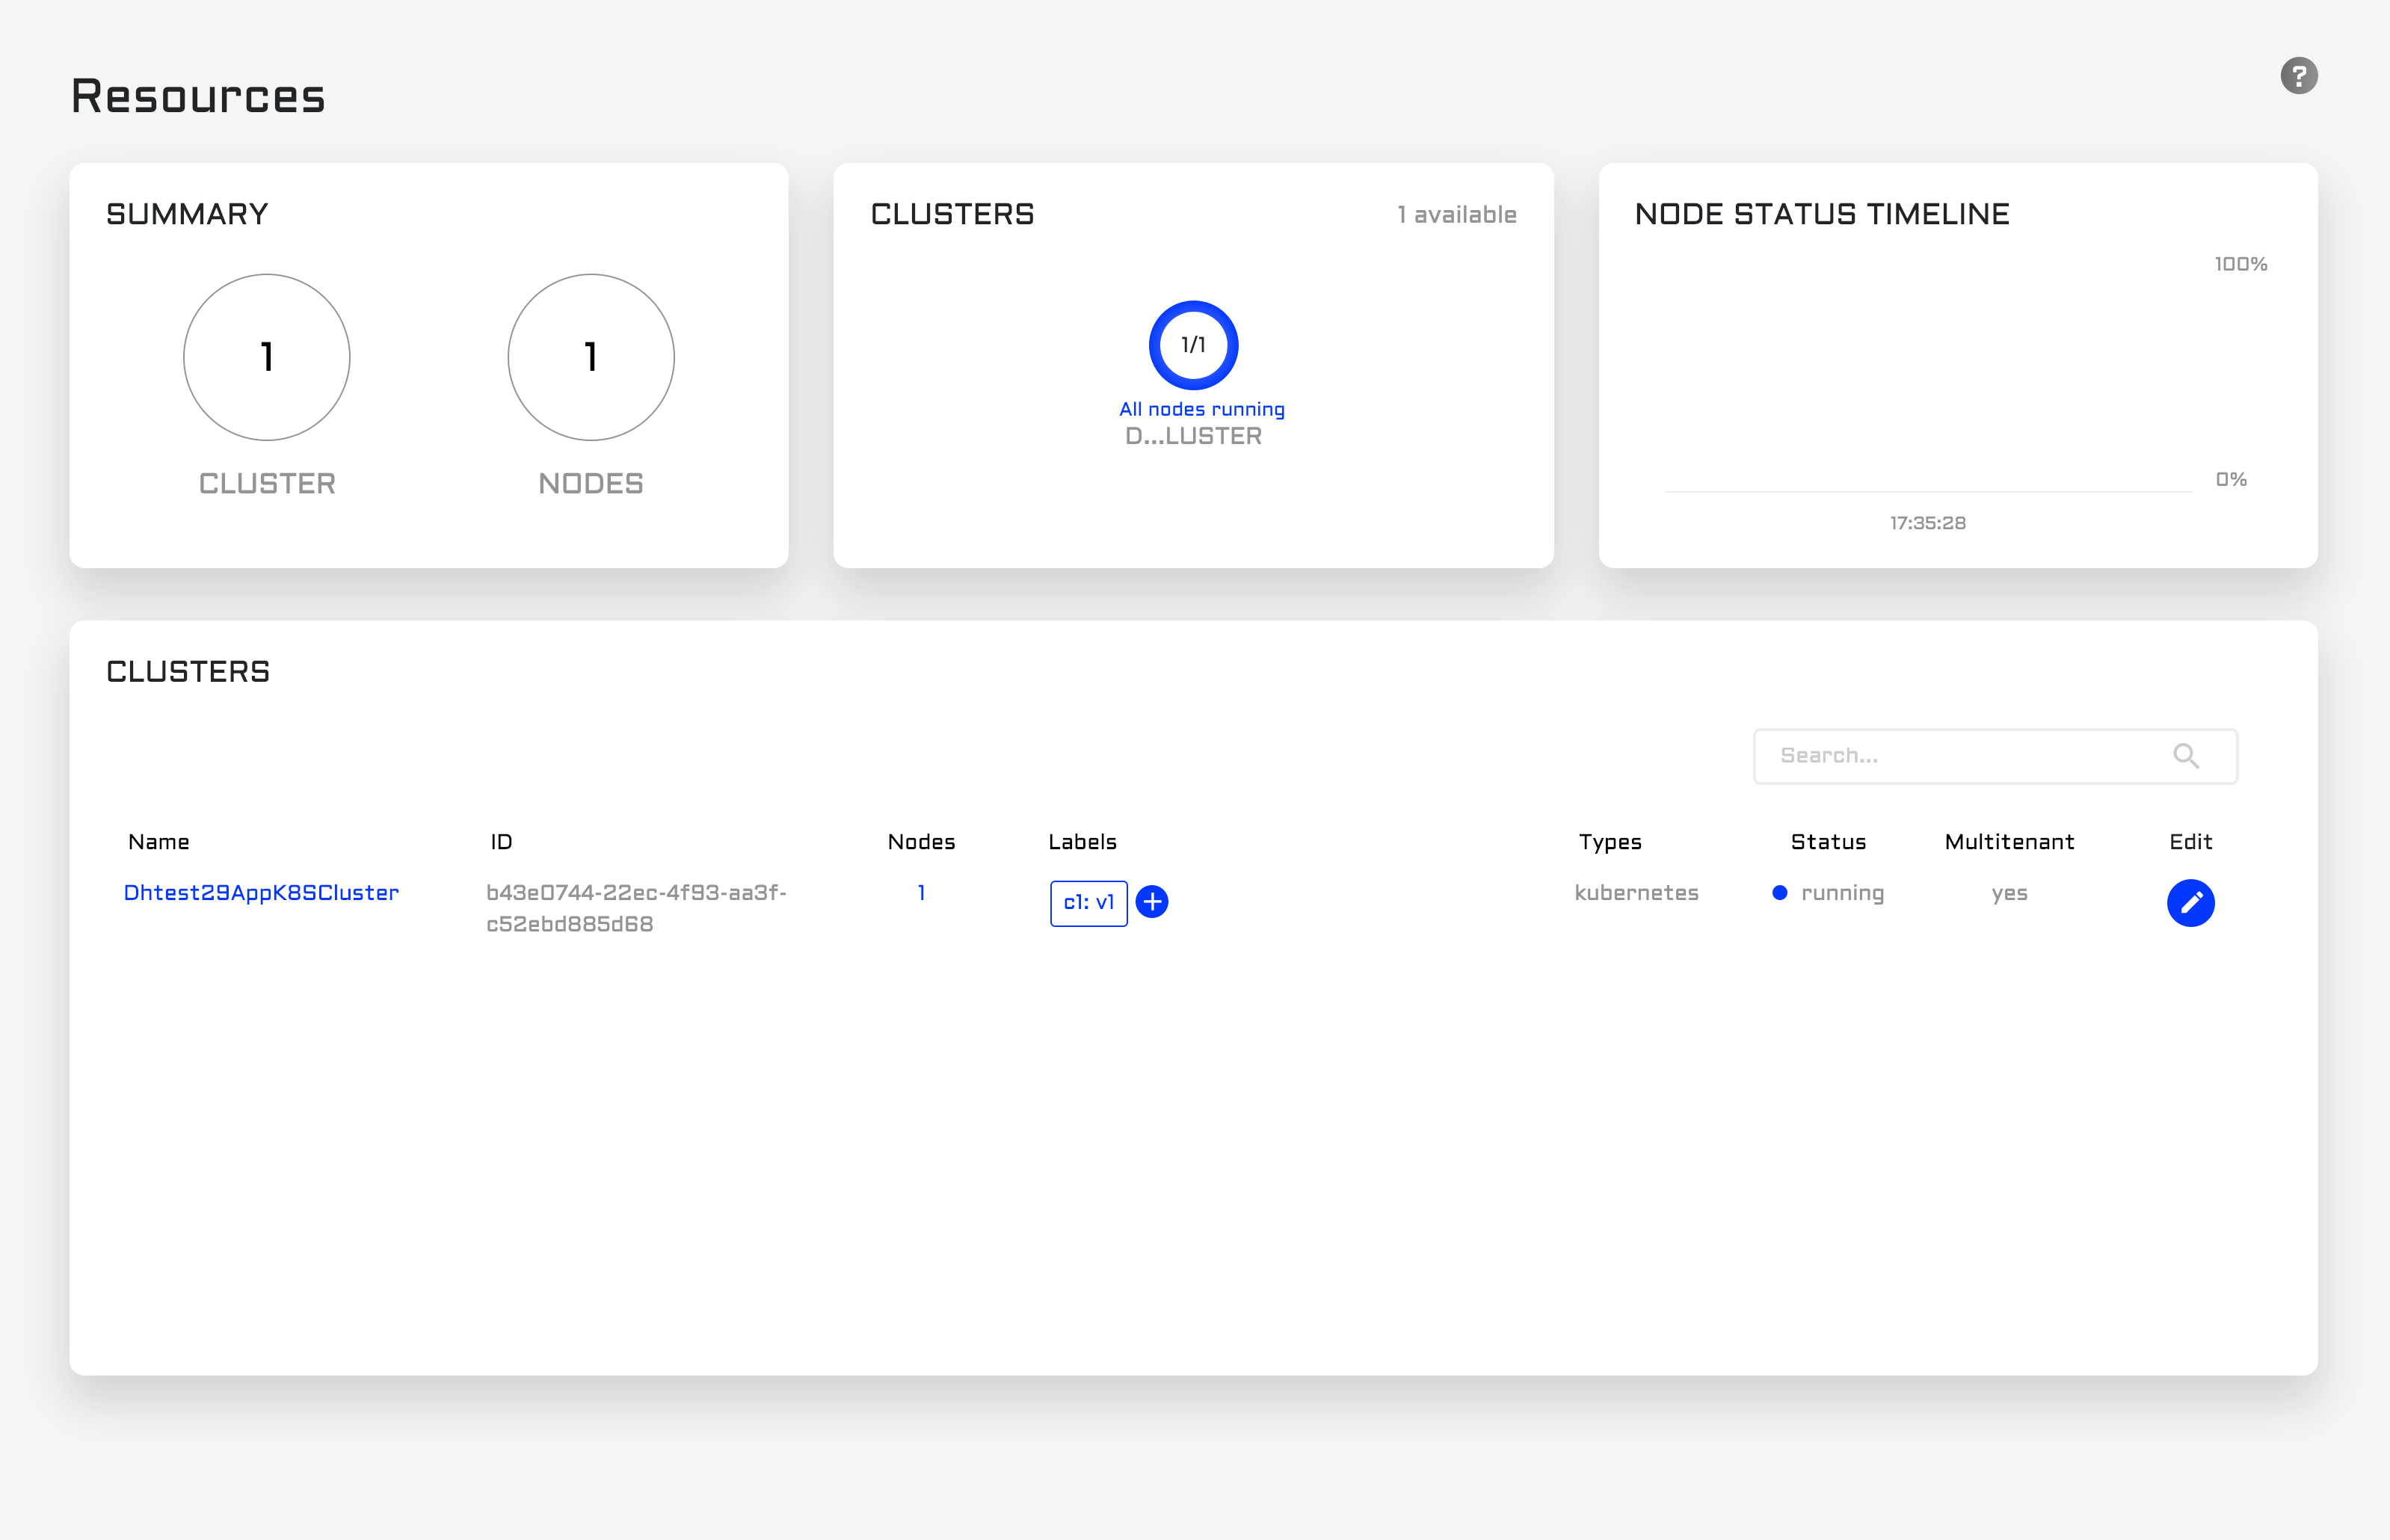 Resources
?
SUMMARY
1
1
CLUSTER
NODES
CLUSTERS
1 available
1/1
All nodes running
D...LUSTER
NODE STATUS TIMELINE
100%
0%
17:35:28
CLUSTERS
Search...
Name
ID
Nodes
Labels
Types
Status
Multitenant
Edit
Dhtest29AppK8SCluster
b43e0744-22ec-4f93-aa3f-
c52ebd885d68
1
c1: v1
kubernetes
running
yes